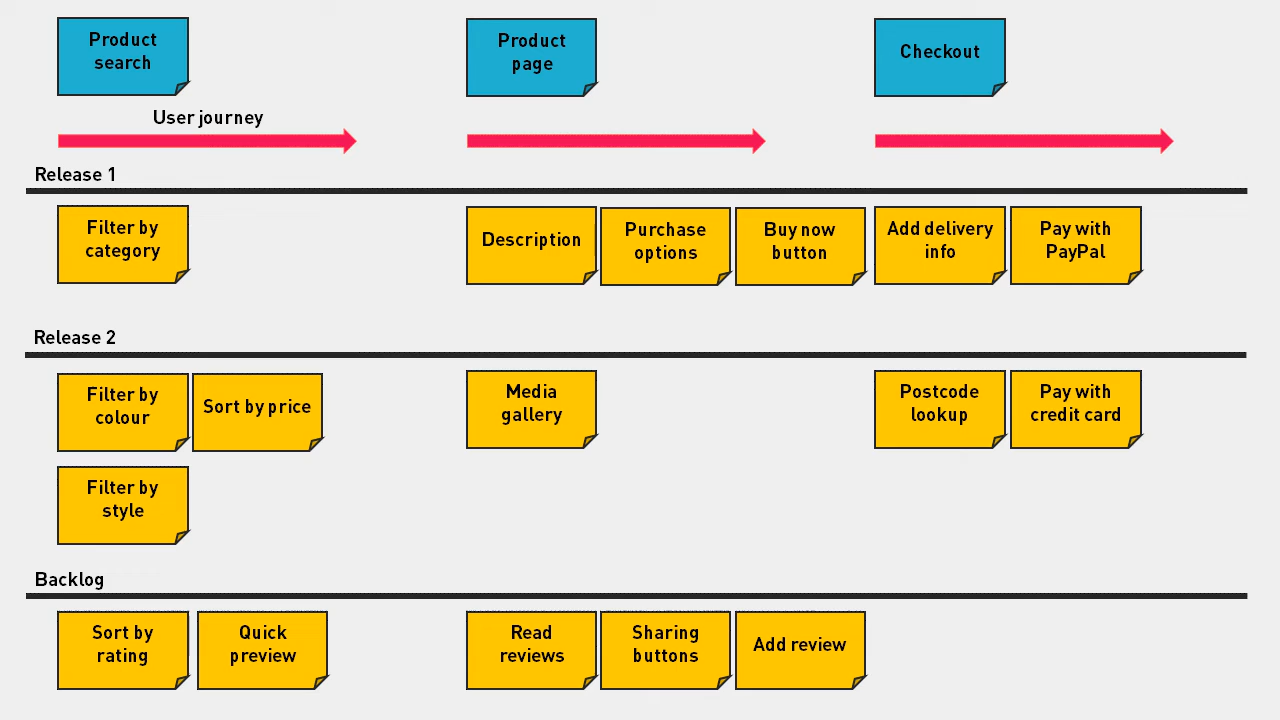 Product
search
Product
page
Checkout
User journey
Release 1
Filter by
category
Description
Purchase
options
Buy now
button
Add delivery
info
Pay with
PayPal
Release 2
Filter by
colour
Sort by price
Media
gallery
Postcode
lookup
Pay with
credit card
Filter by
style
Backlog
Sort by
rating
Quick
preview
Read
reviews
Sharing
buttons
Add review